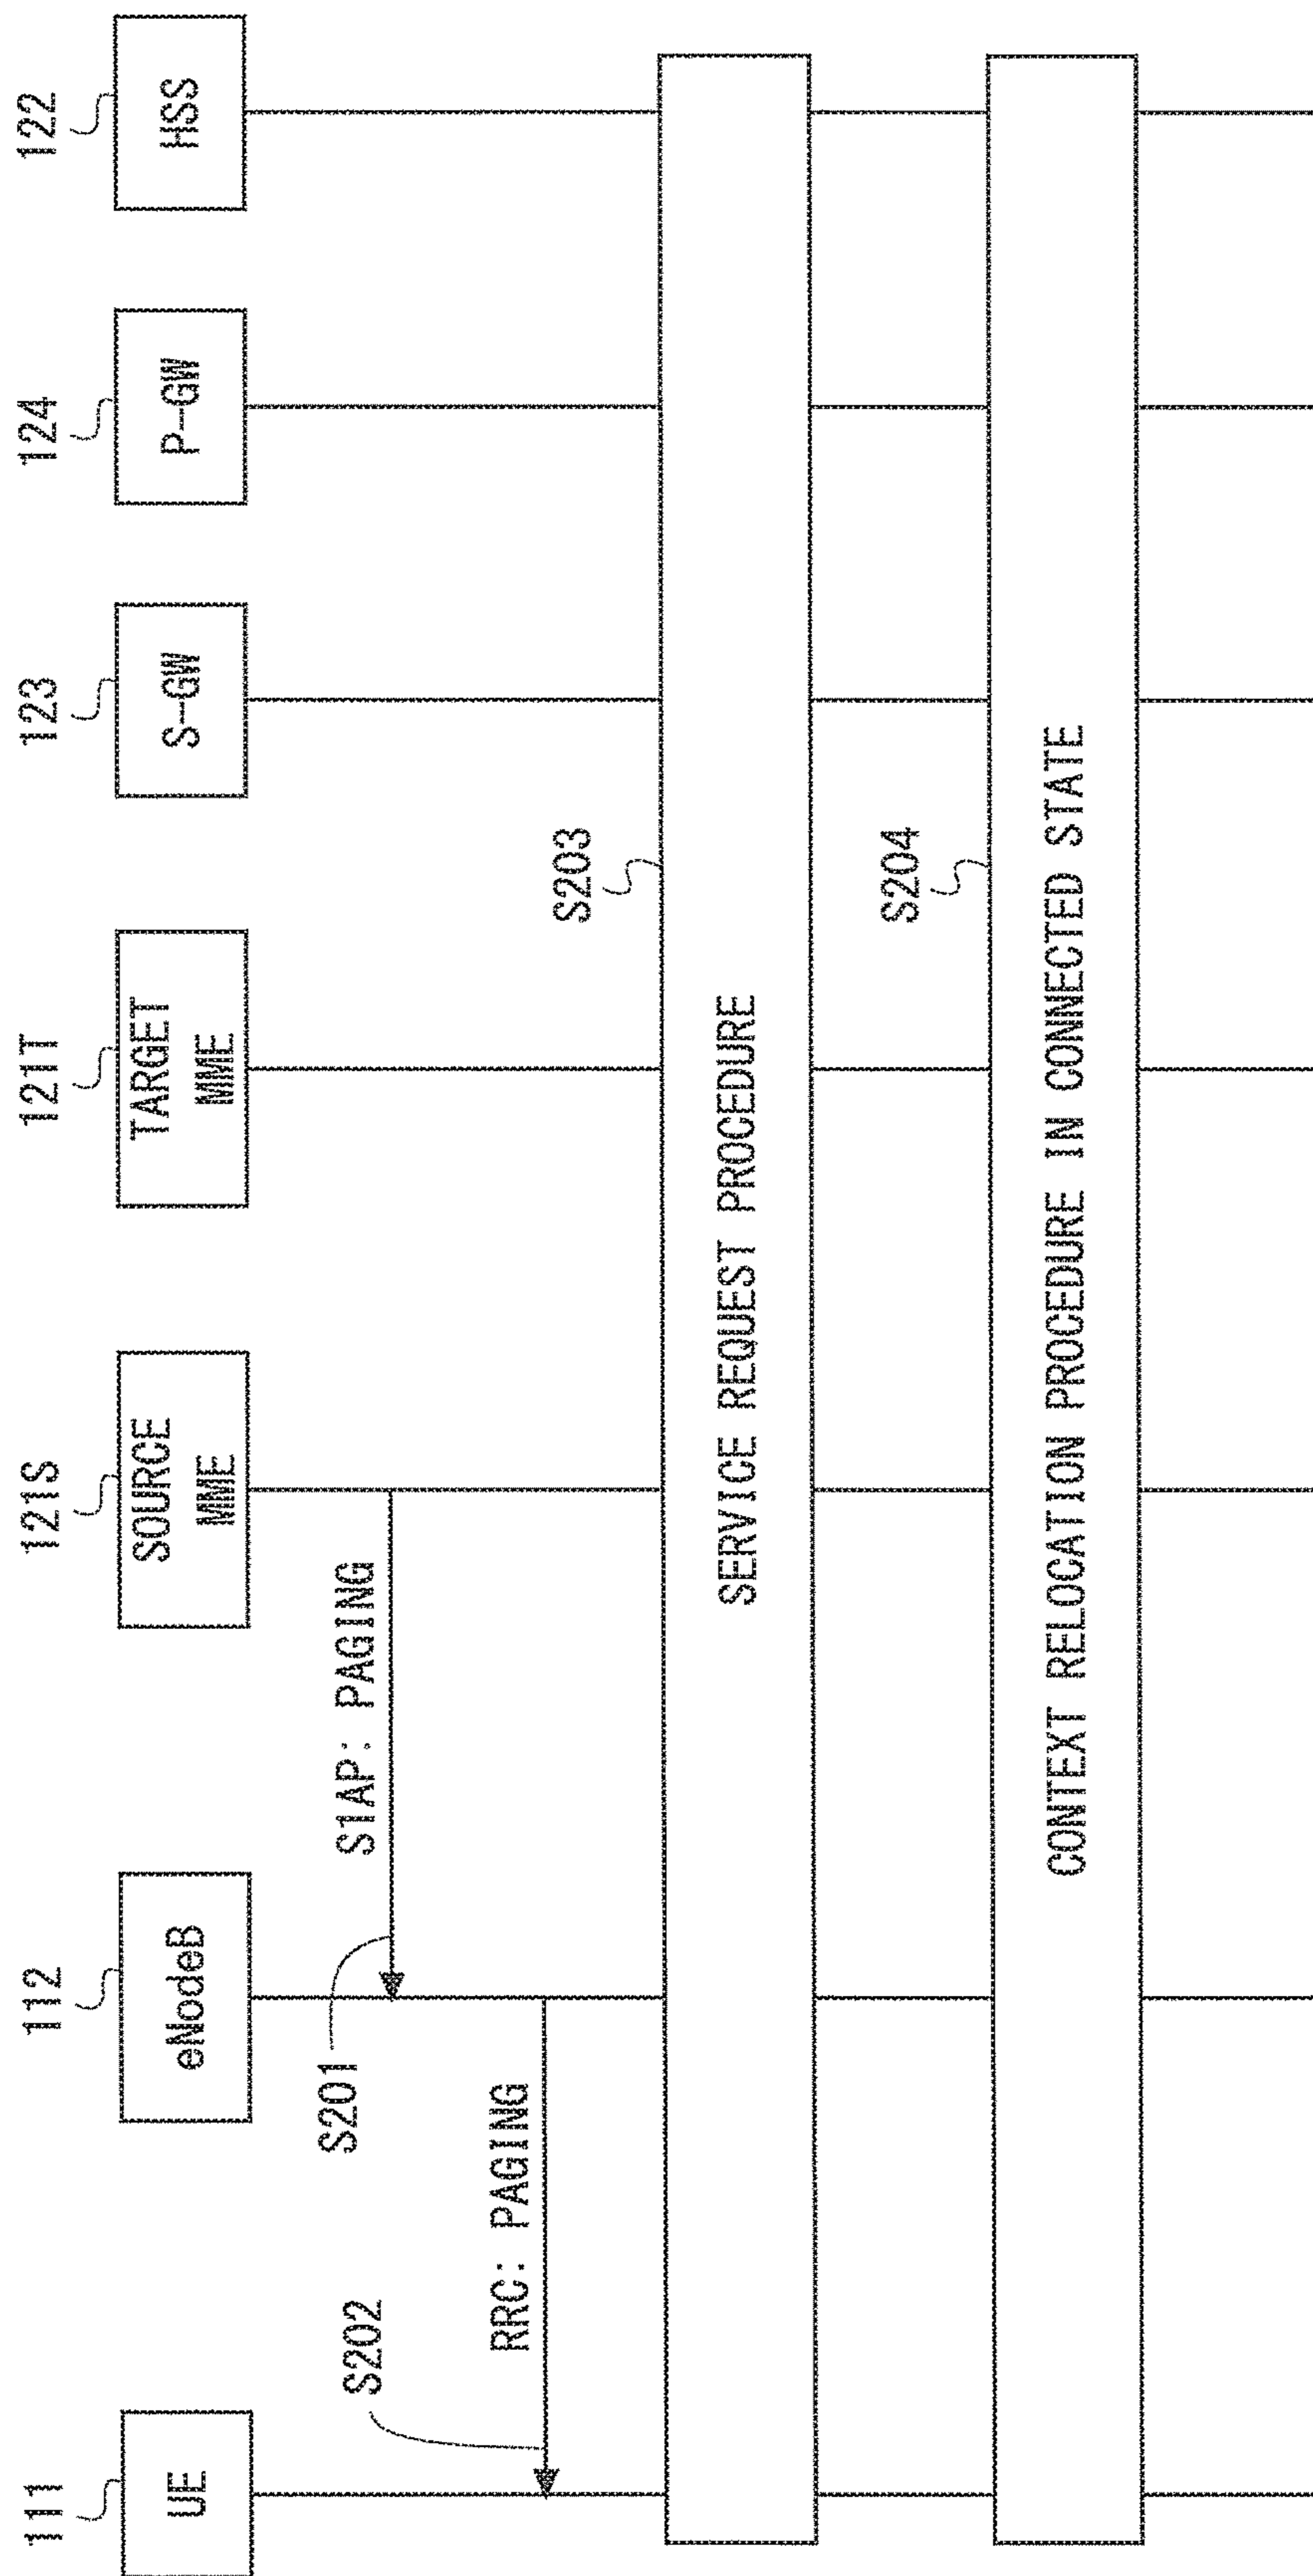 111
UE
112
eNodeB
121S
SOURCE
MME
121T
TARGET
MME
123
S-GW
124
P-GW
122
HSS
S201
S1AP: PAGING
S202
RRC: PAGING
S203
SERVICE REQUEST PROCEDURE
S204
CONTEXT RELOCATION PROCEDURE IN CONNECTED STATE